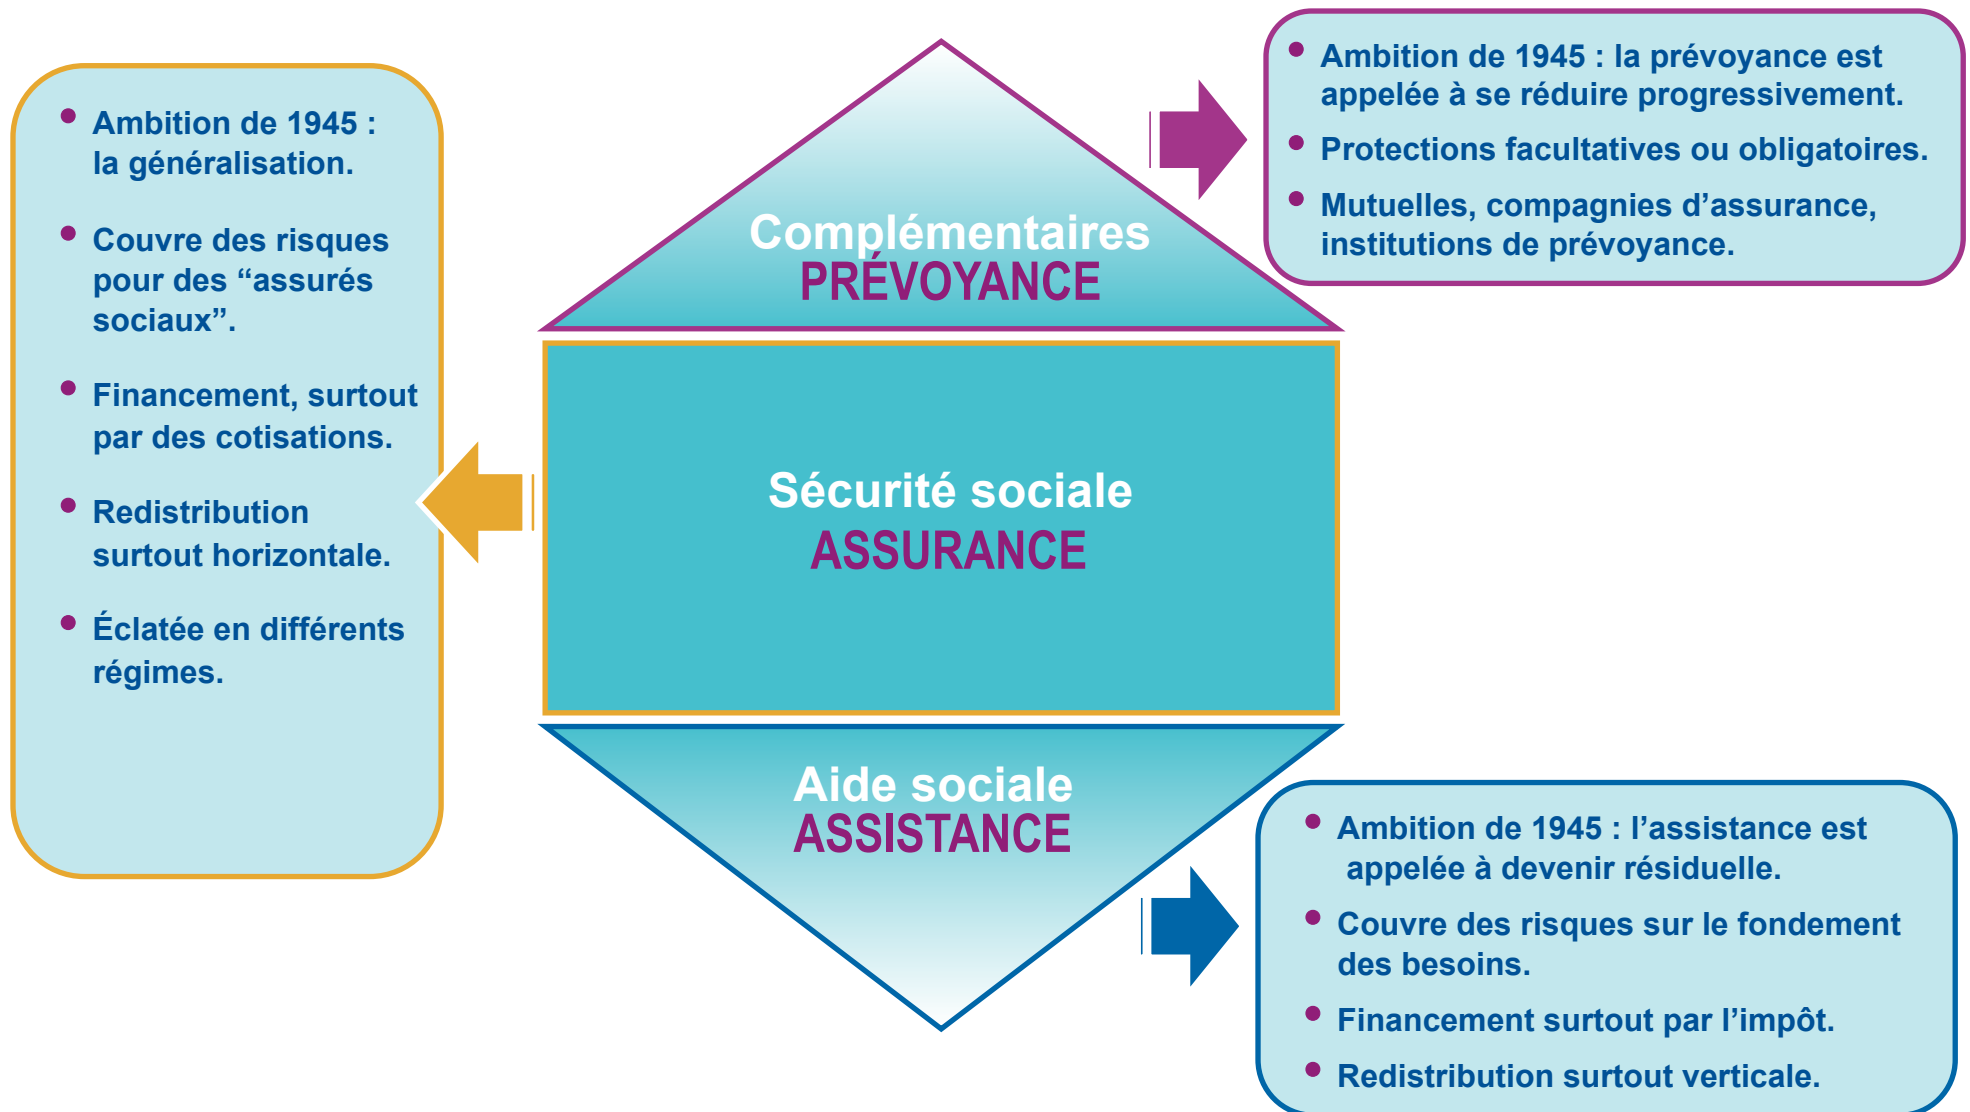 • Ambition de 1945 :
la généralisation.
• Couvre des risques
pour des “assurés
sociaux”.
• Financement, surtout
par des cotisations.
• Redistribution
surtout horizontale.
• Éclatée en différents
régimes.
Complémentaires
PRÉVOYANCE
Sécurité sociale
ASSURANCE
Aide sociale
ASSISTANCE
• Ambition de 1945 : la prévoyance est
appelée à se réduire progressivement.
• Protections facultatives ou obligatoires.
• Mutuelles, compagnies d’assurance,
institutions de prévoyance.
• Ambition de 1945 : l’assistance est
appelée à devenir résiduelle.
• Couvre des risques sur le fondement
des besoins.
• Financement surtout par l’impôt.
• Redistribution surtout verticale.